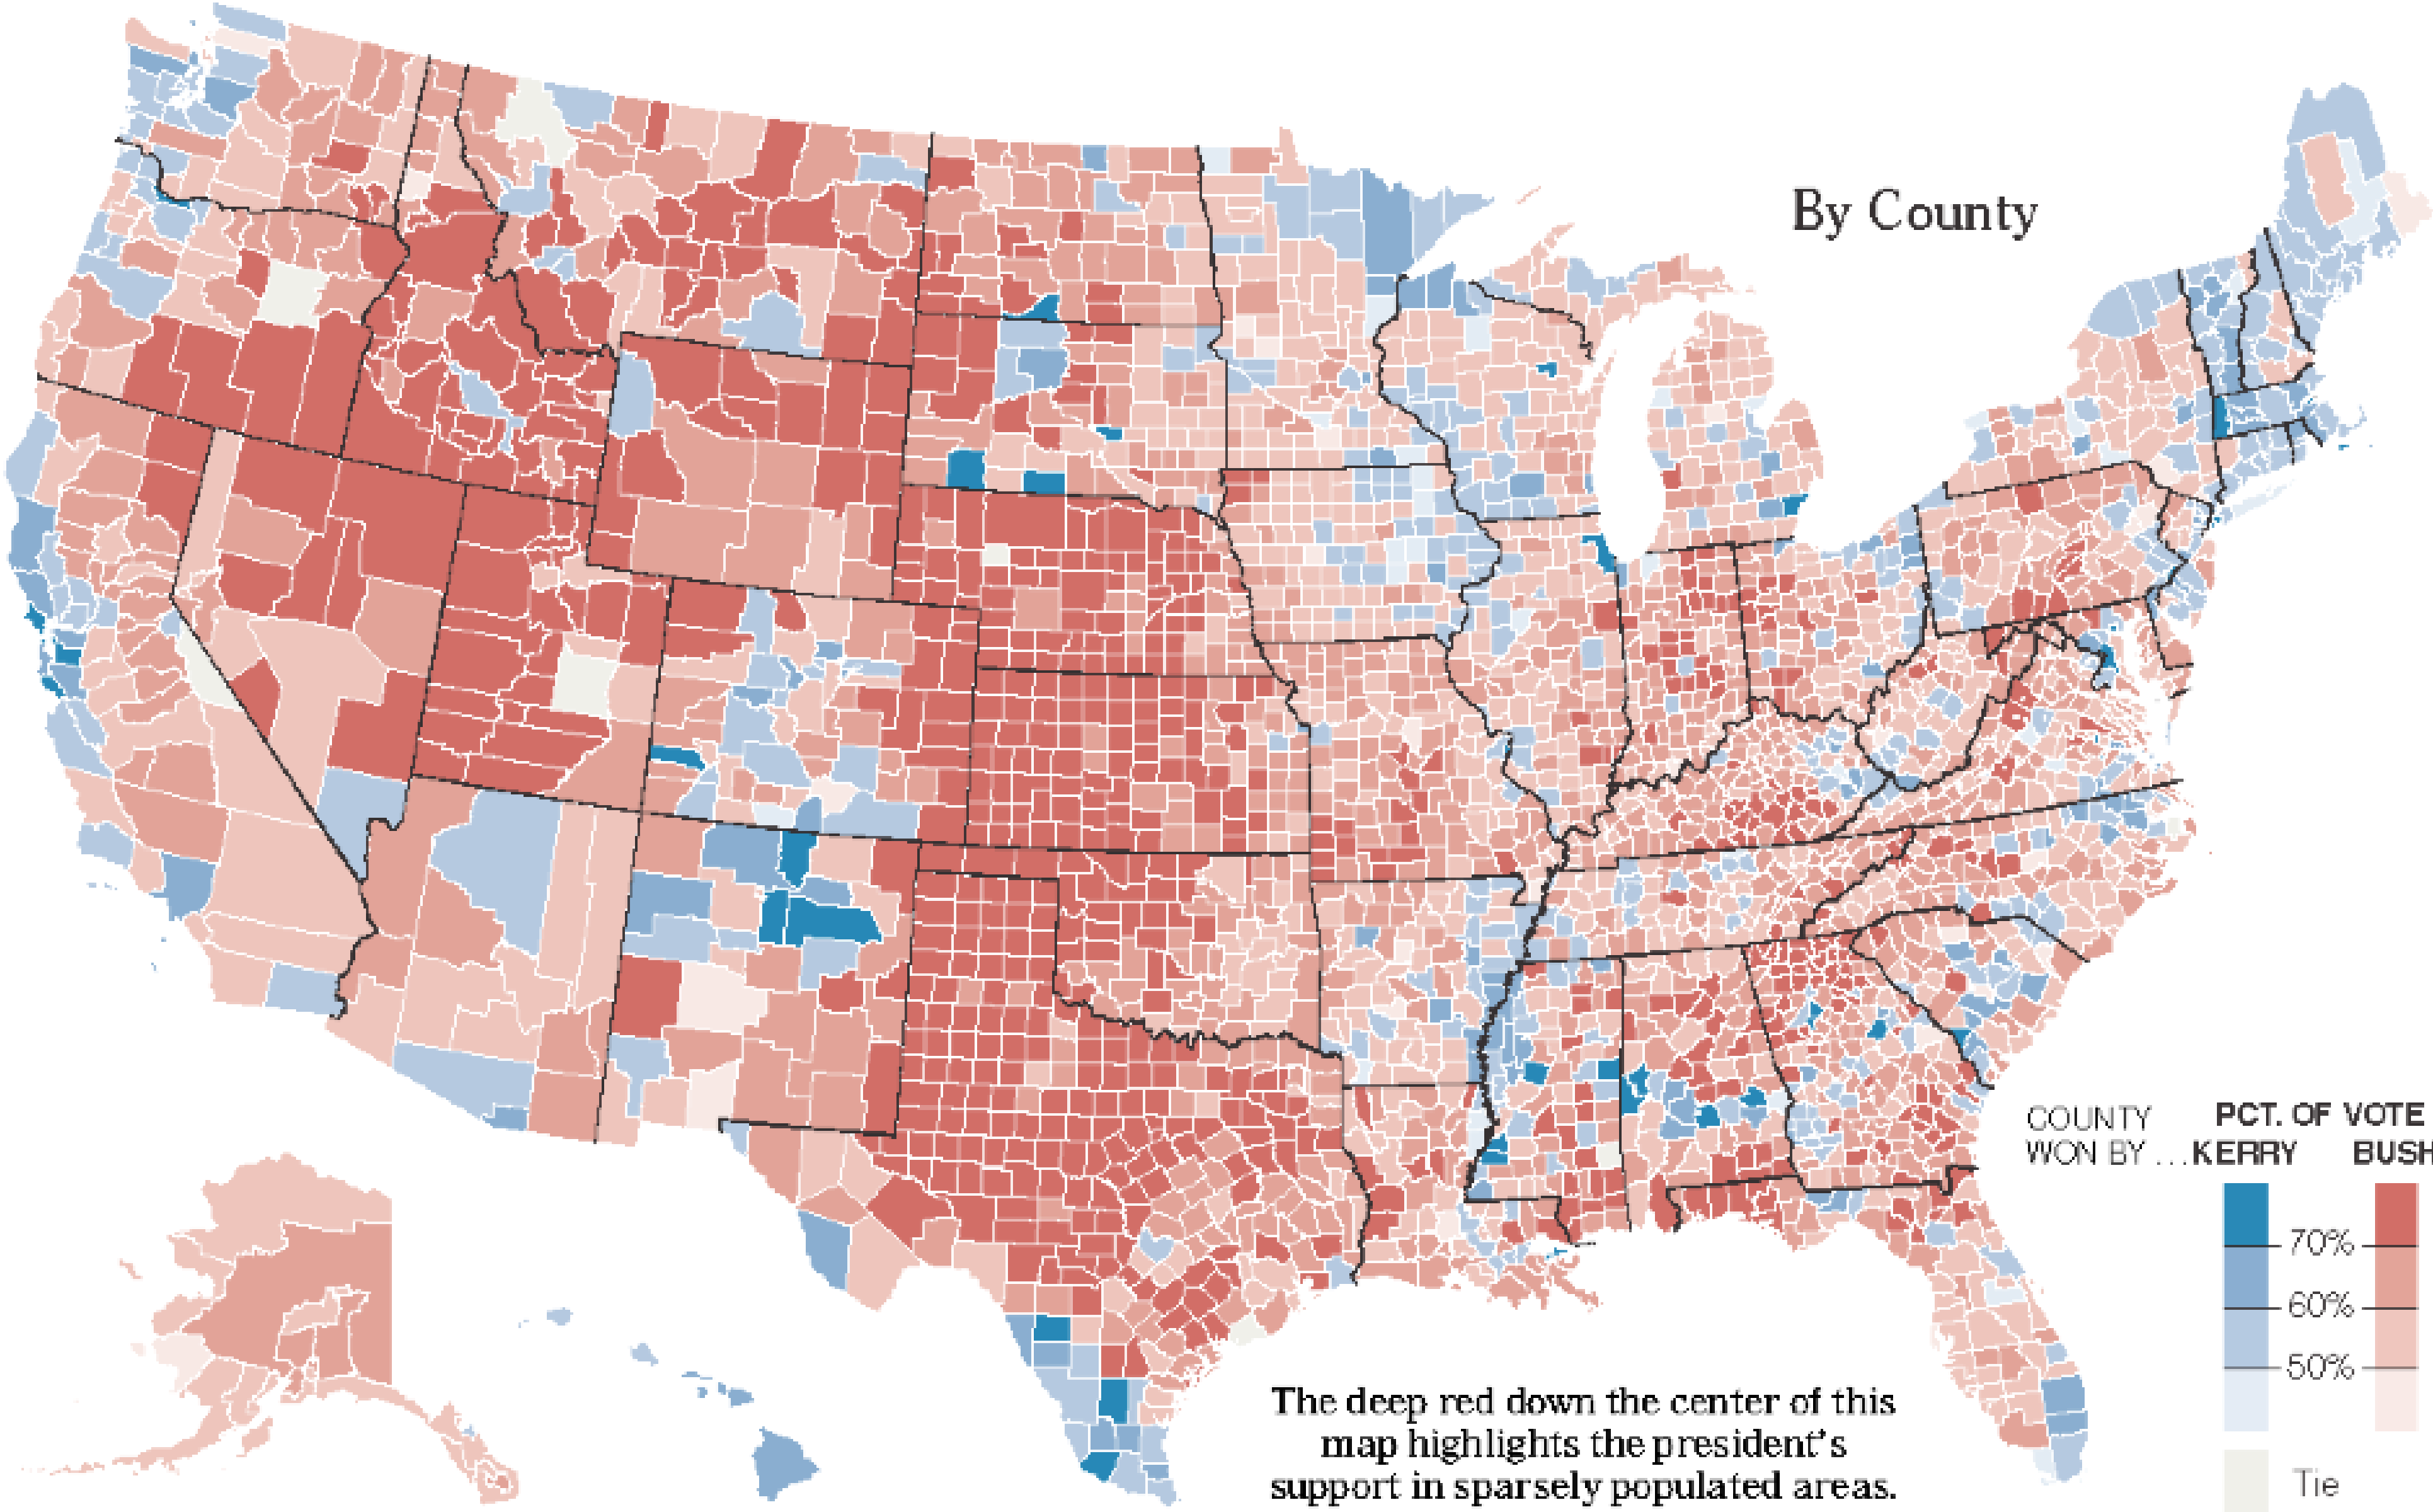 By County
COUNTY PCT. OF VOTE
WON BY ... KERRY BUSH
70%
60%
50%
Tie
The deep red down the center of this
map highlights the president's
support in sparsely populated areas.